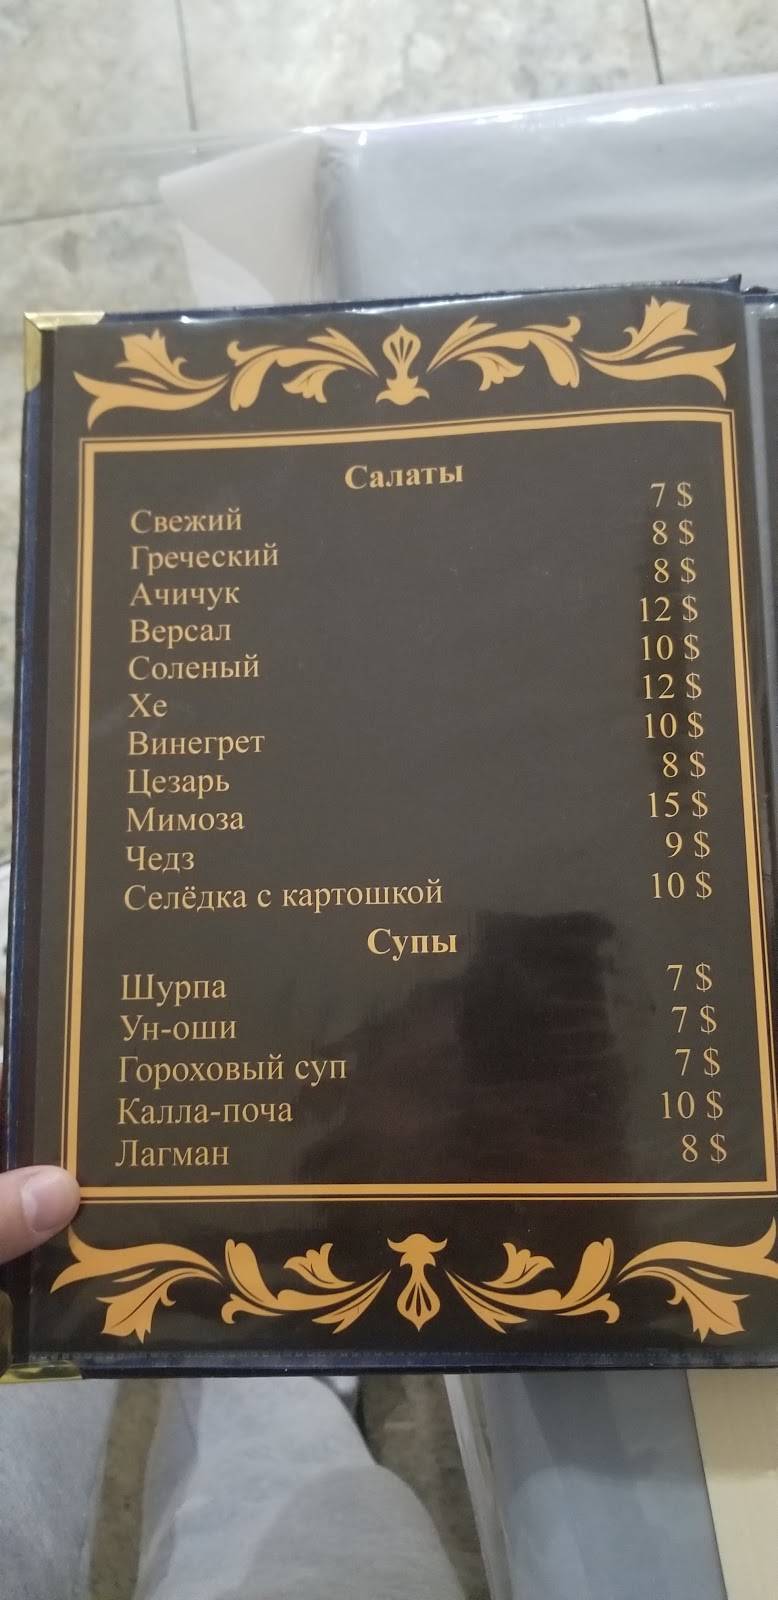 Салаты
Свежий 7 $
Греческий 8 $
Ачичук 8 $
Версал 12 $
Соленый 10 $
Хе 12 $
Винегрет 10 $
Цезарь 8 $
Мимоза 15 $
Чедз 9 $
Селёдка с картошкой 10 $
Супы
Шурпа 7 $
Ун-оши 7 $
Гороховый суп 7 $
Калла-поча 10 $
Лагман 8 $